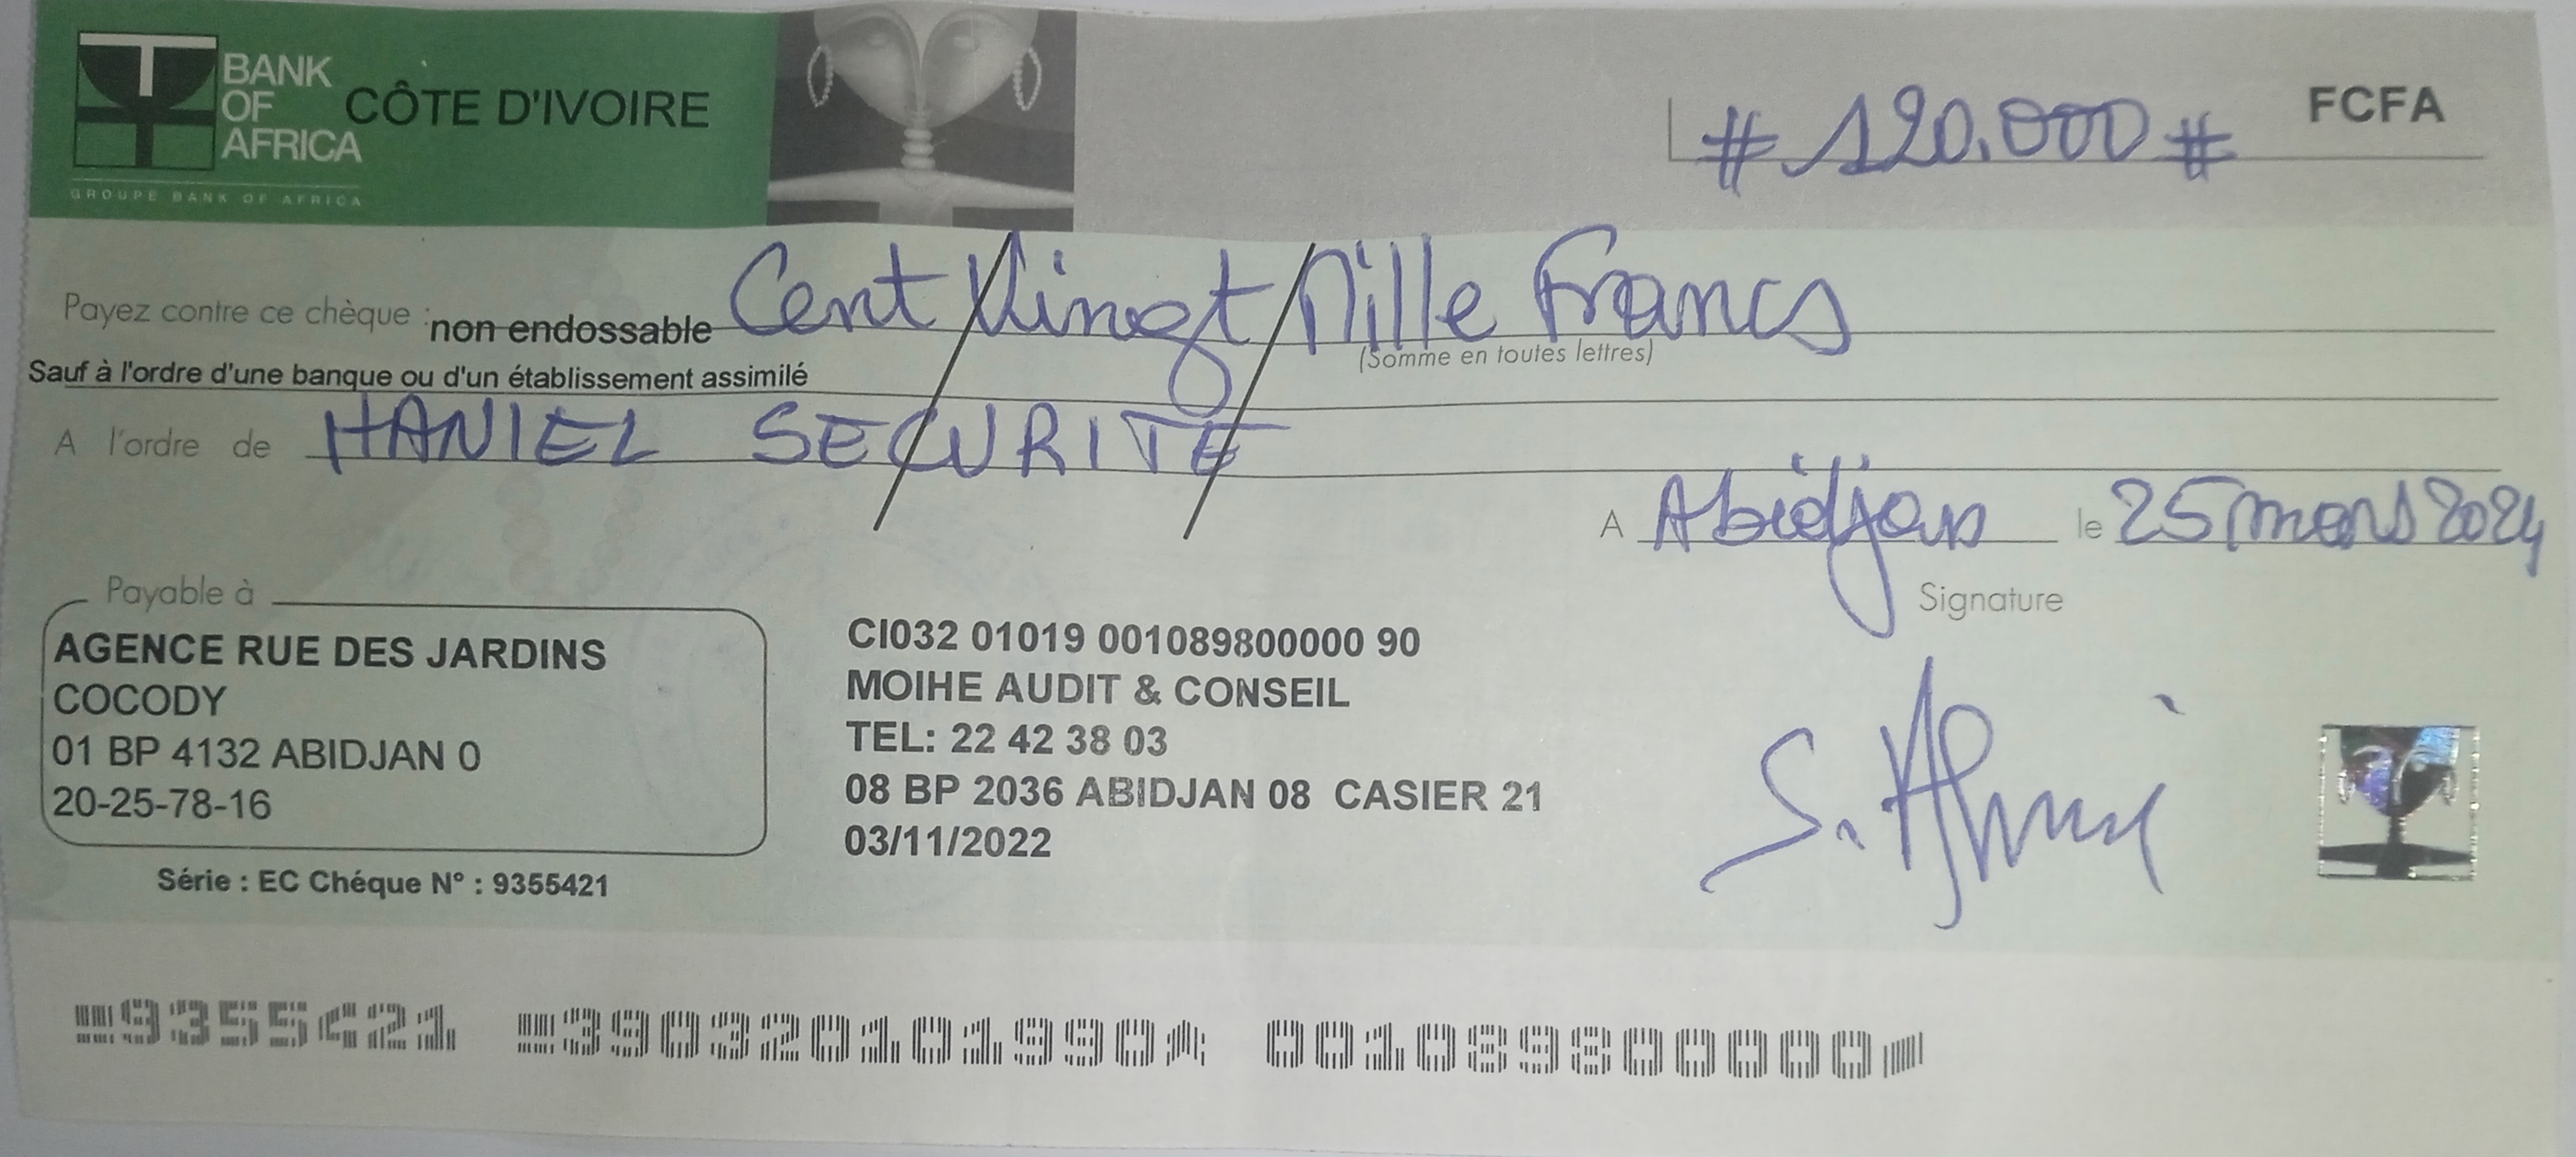 BANK
OF
AFRICA
CÔTE D'IVOIRE
GROUPE BANK OF AFRICA
# 120.000 # FCFA
Payez contre ce chèque : non endossable Cent Vingt Mille Francs
(Somme en toutes lettres)
Sauf à l'ordre d'une banque ou d'un établissement assimilé
A l'ordre de HANIEL SECURITE
A Abidjan le 25 mars 2024
Signature
Payable à
AGENCE RUE DES JARDINS
COCODY
01 BP 4132 ABIDJAN 0
20-25-78-16
Série : EC Chéque N° : 9355421
CI032 01019 001089800000 90
MOIHE AUDIT & CONSEIL
TEL: 22 42 38 03
08 BP 2036 ABIDJAN 08 CASIER 21
03/11/2022
9355421 390320101990 001089800000